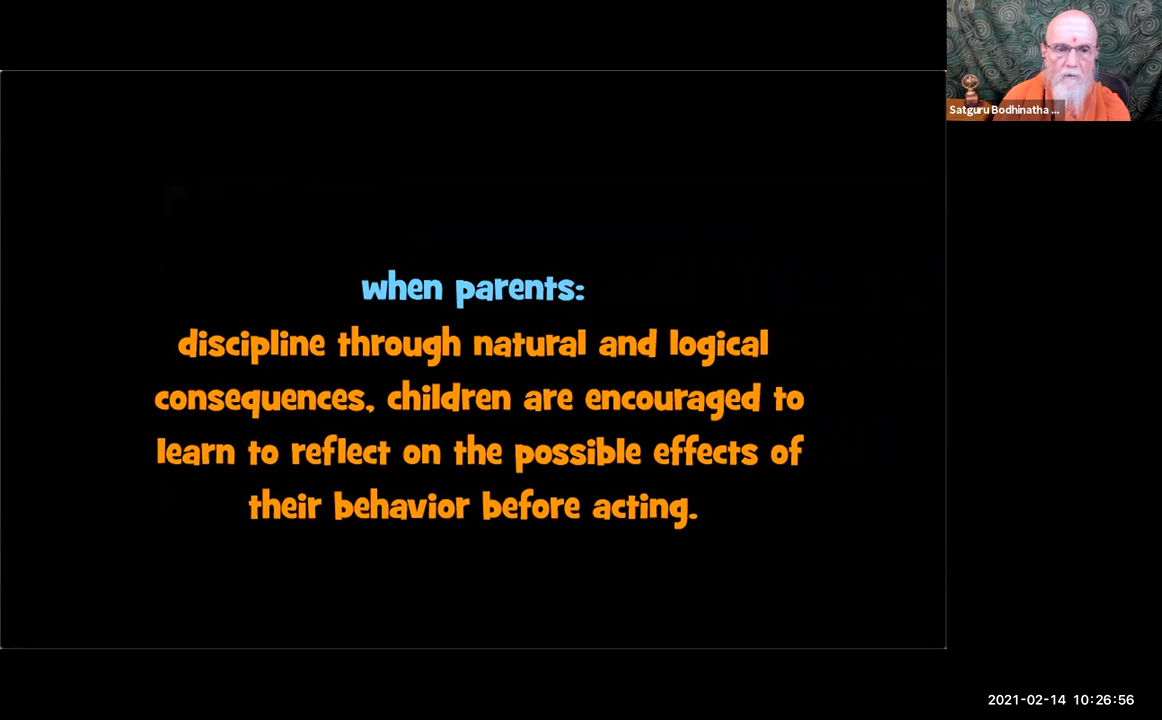 Satguru Bodhinatha ...
when parents:
discipline through natural and logical
consequences, children are encouraged to
learn to reflect on the possible effects of
their behavior before acting.
2021-02-14 10:26:56